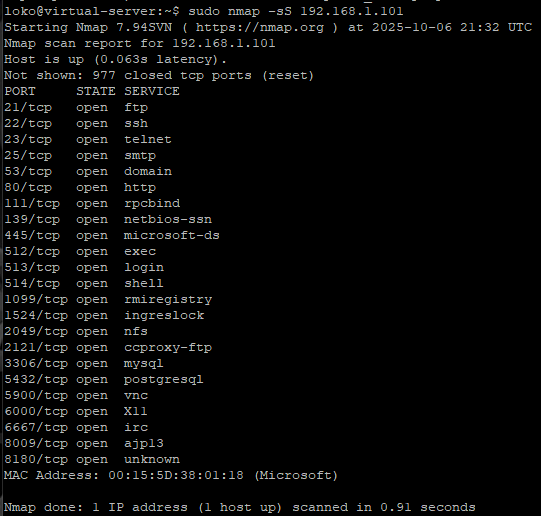 loko@virtual-server:~$ sudo nmap -sS 192.168.1.101
Starting Nmap 7.94SVN ( https://nmap.org ) at 2025-10-06 21:32 UTC
Nmap scan report for 192.168.1.101
Host is up (0.063s latency).
Not shown: 977 closed tcp ports (reset)
PORT     STATE SERVICE
21/tcp   open  ftp
22/tcp   open  ssh
23/tcp   open  telnet
25/tcp   open  smtp
53/tcp   open  domain
80/tcp   open  http
111/tcp  open  rpcbind
139/tcp  open  netbios-ssn
445/tcp  open  microsoft-ds
512/tcp  open  exec
513/tcp  open  login
514/tcp  open  shell
1099/tcp open  rmiregistry
1524/tcp open  ingreslock
2049/tcp open  nfs
2121/tcp open  ccproxy-ftp
3306/tcp open  mysql
5432/tcp open  postgresql
5900/tcp open  vnc
6000/tcp open  X11
6667/tcp open  irc
8009/tcp open  ajp13
8180/tcp open  unknown
MAC Address: 00:15:5D:38:01:18 (Microsoft)
Nmap done: 1 IP address (1 host up) scanned in 0.91 seconds